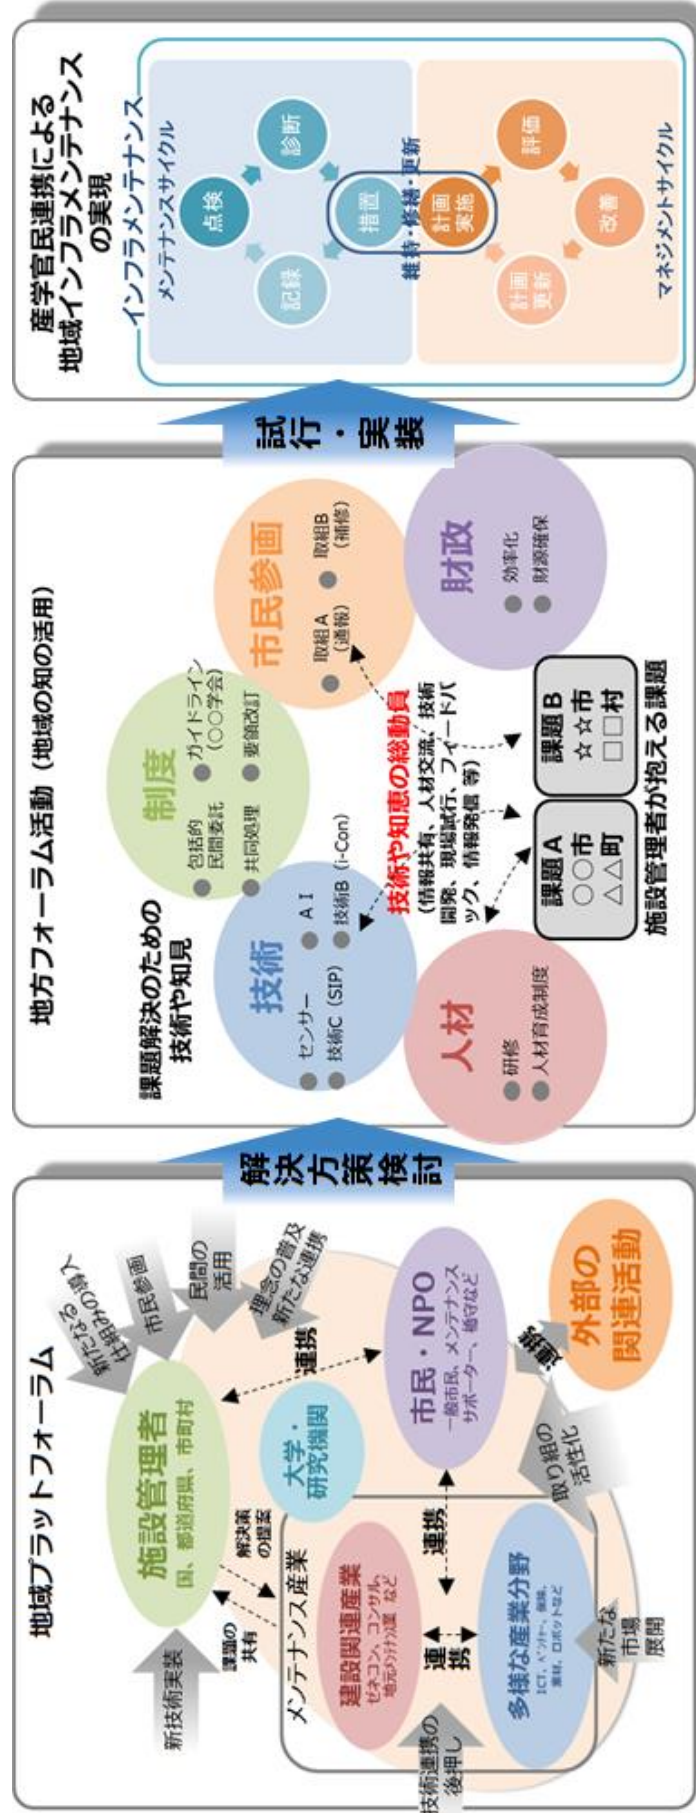 地域プラットフォーラム
施設管理者
国、都道府県、市町村
新技術実装
新たなる
仕組みの導入
市民参画
民間の
活用
理念の普及
新たな連携
課題の
共有
解決策
の提案
メンテナンス産業
建設関連産業
ゼネコン、コンサル、
地元メンテナンス業 など
大学・
研究機関
連携
市民・NPO
一般市民、メンテナンス
サポーター、橋守など
連携
連携
多様な産業分野
素材、ロボットなど
技術連携の
後押し
新たな
市場
展開
取り組の
活性化
連携
外部の
関連活動
解決方策検討
地方フォーラム活動（地域の知の活用）
課題解決のための
技術や知見
技術
センサー
AI
技術C（SIP）
技術B（i-Con）
制度
包括的
民間委託
ガイドライン
（○○学会）
共同処理
要領改訂
市民参画
取組A
（通報）
取組B
（補修）
人材
研修
人材育成制度
財政
効率化
財源確保
技術や知恵の総動員
（情報共有、人材交流、技術
開発、現場試行、フィードバ
ック、情報発信 等）
課題A
○○市
△△町
課題B
☆☆市
□□村
施設管理者が抱える課題
試行・実装
産学官民連携による
地域インフラメンテナンス
の実現
インフラメンテナンス
メンテナンスサイクル
点検
診断
措置
記録
維持・修繕・更新
計画
実施
評価
改善
計画
更新
マネジメントサイクル